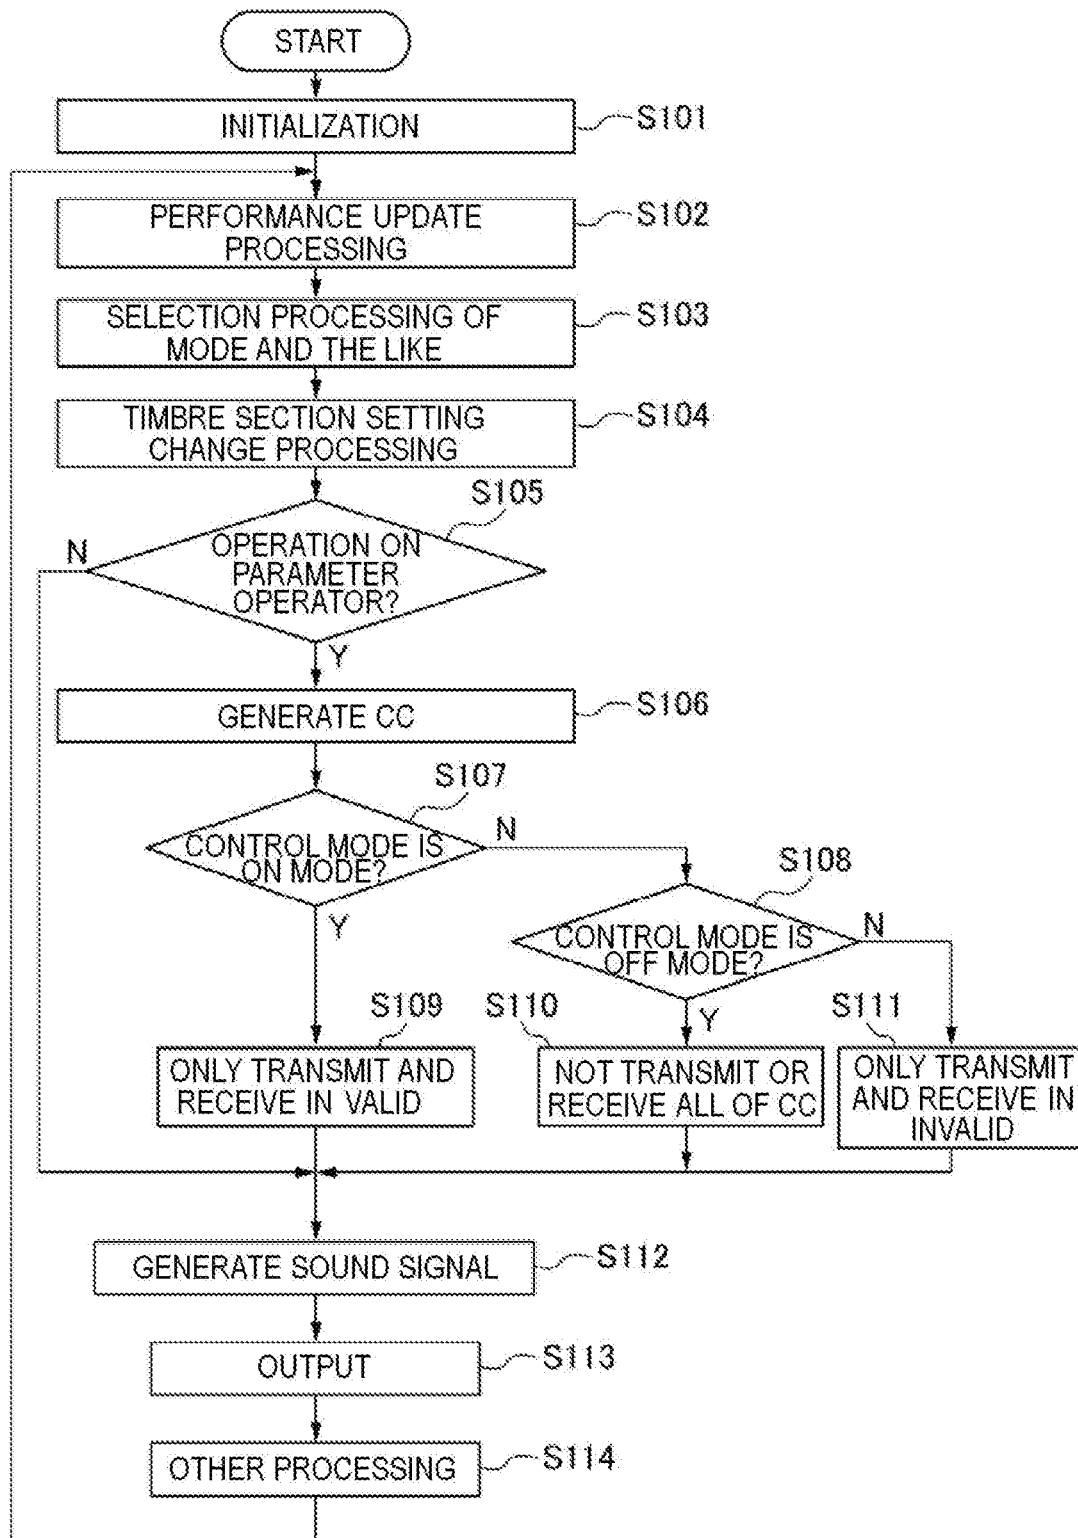 START
INITIALIZATION
S101
PERFORMANCE UPDATE
PROCESSING
S102
SELECTION PROCESSING OF
MODE AND THE LIKE
S103
TIMBRE SECTION SETTING
CHANGE PROCESSING
S104
S105
OPERATION ON
PARAMETER
OPERATOR?
N
Y
GENERATE CC
S106
S107
CONTROL MODE IS
ON MODE?
N
Y
S108
CONTROL MODE IS
OFF MODE?
N
Y
S109
ONLY TRANSMIT AND
RECEIVE IN VALID
S110
NOT TRANSMIT OR
RECEIVE ALL OF CC
S111
ONLY TRANSMIT
AND RECEIVE IN
INVALID
GENERATE SOUND SIGNAL
S112
OUTPUT
S113
OTHER PROCESSING
S114